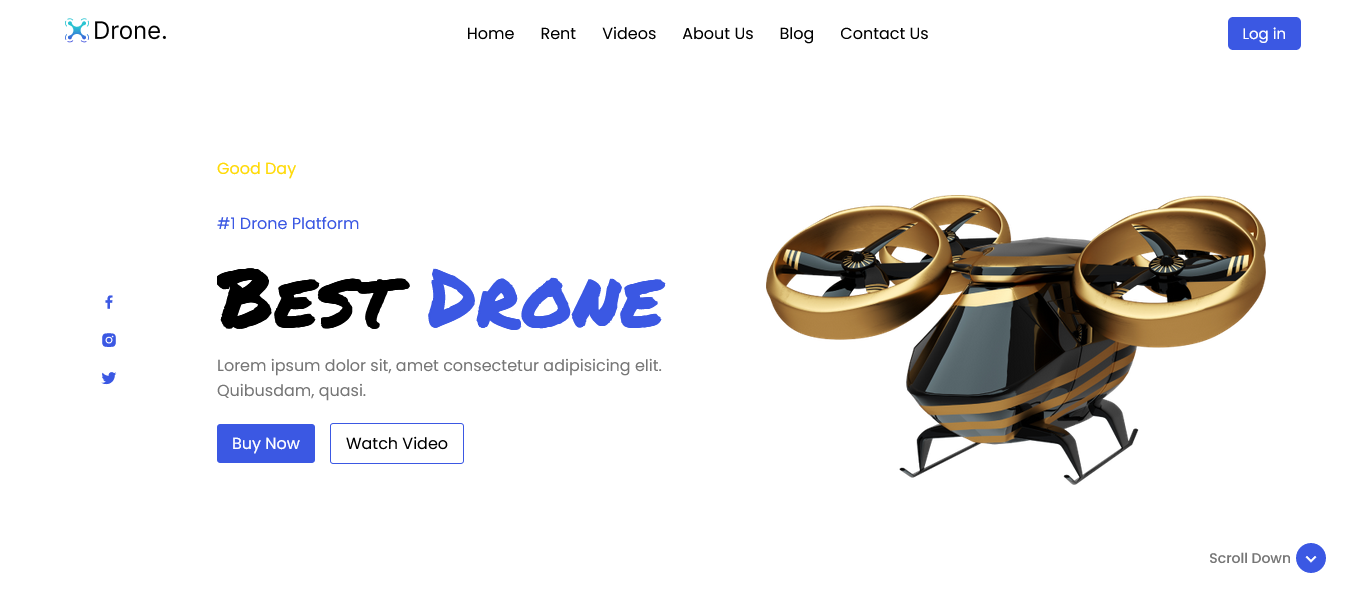 Drone.
Home Rent Videos About Us Blog Contact Us
Log in
Good Day
#1 Drone Platform
Best Drone
Lorem ipsum dolor sit, amet consectetur adipisicing elit.
Quibusdam, quasi.
Buy Now
Watch Video
Scroll Down